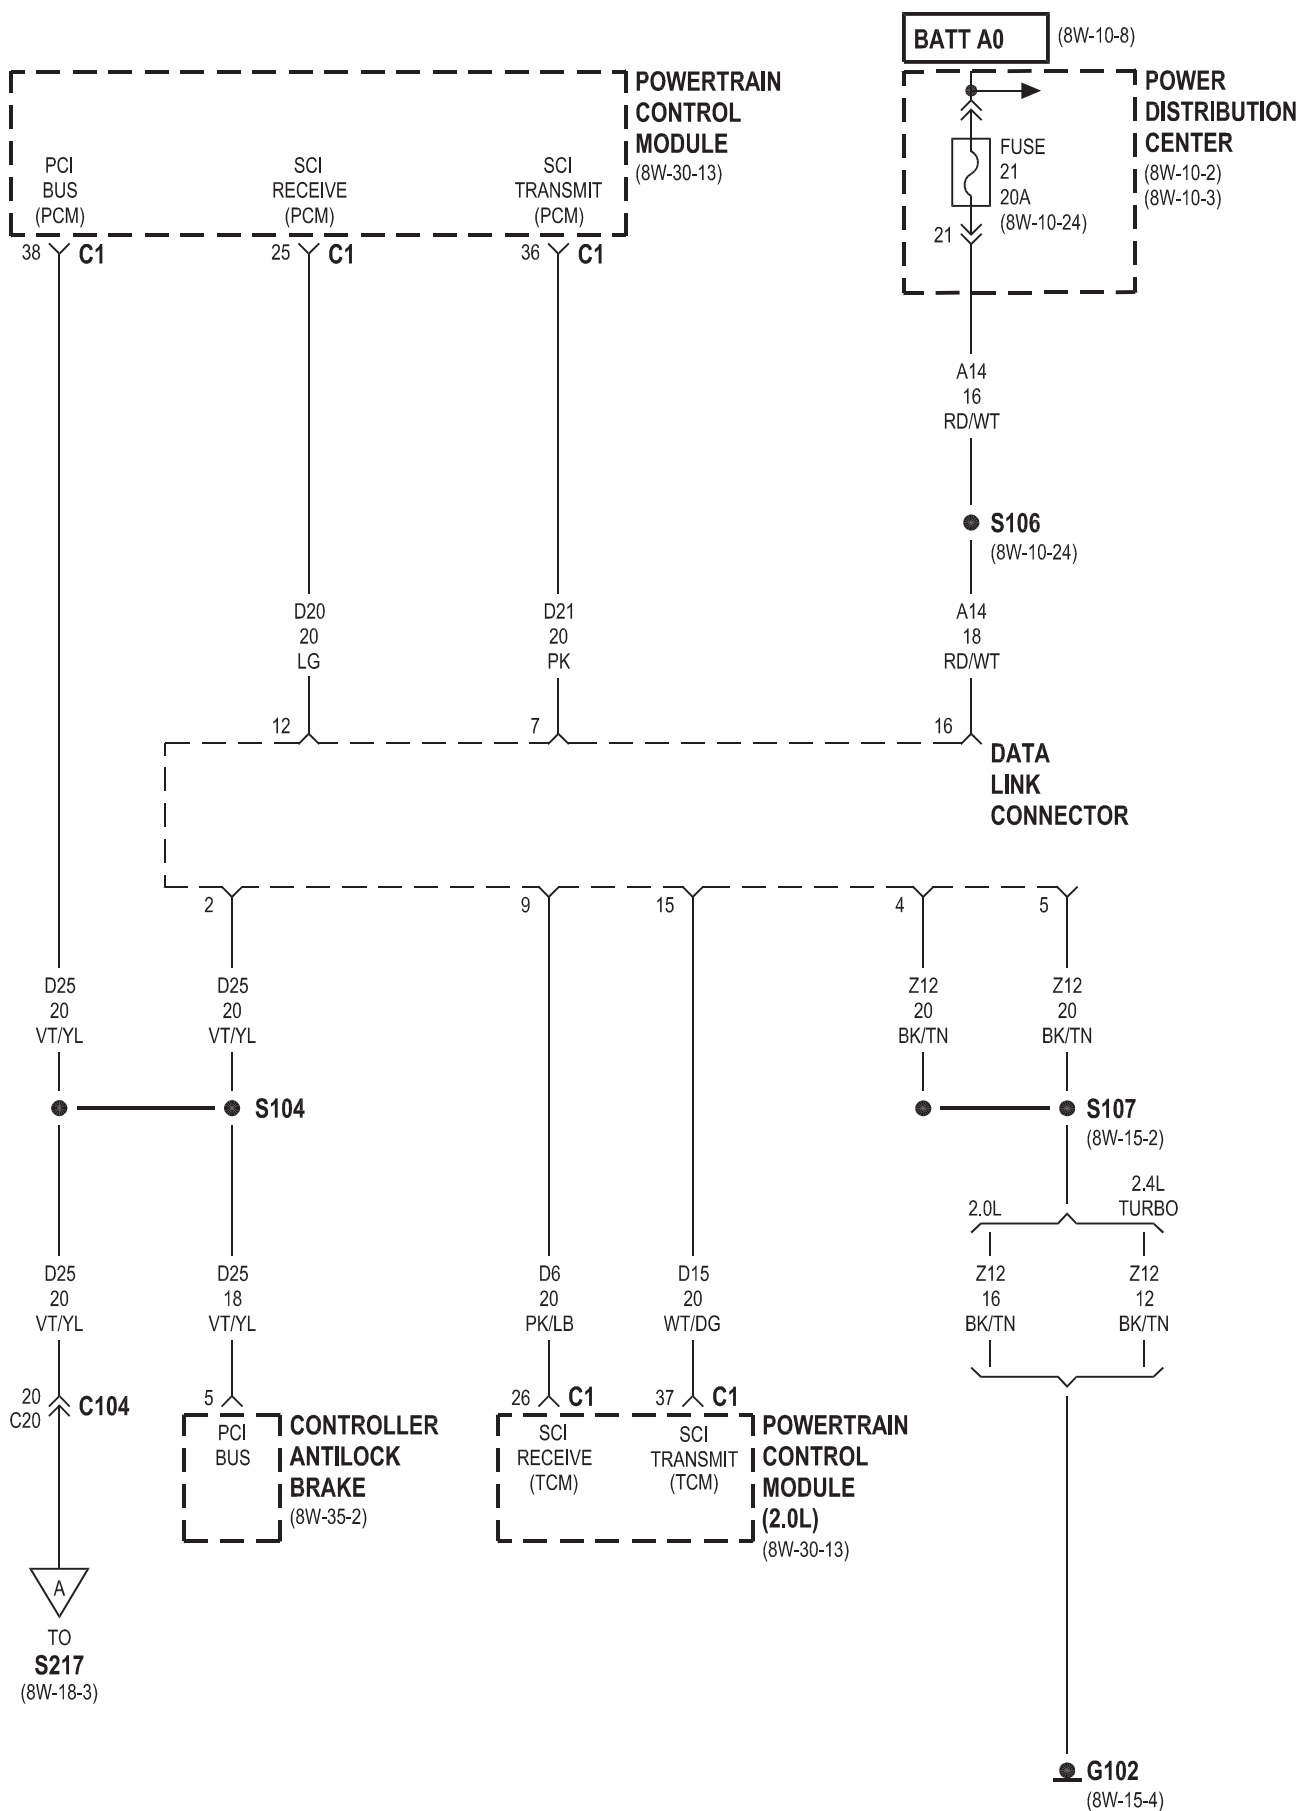 BATT A0
(8W-10-8)
POWERTRAIN
CONTROL
MODULE
(8W-30-13)
PCI
BUS
(PCM)
SCI
RECEIVE
(PCM)
SCI
TRANSMIT
(PCM)
38
C1
25
C1
36
C1
POWER
DISTRIBUTION
CENTER
(8W-10-2)
(8W-10-3)
FUSE
21
20A
(8W-10-24)
21
A14
16
RD/WT
S106
(8W-10-24)
D20
20
LG
D21
20
PK
A14
18
RD/WT
12
7
16
DATA
LINK
CONNECTOR
2
9
15
4
5
D25
20
VT/YL
D25
20
VT/YL
Z12
20
BK/TN
Z12
20
BK/TN
S104
S107
(8W-15-2)
2.0L
2.4L
TURBO
D25
20
VT/YL
D25
18
VT/YL
D6
20
PK/LB
D15
20
WT/DG
Z12
16
BK/TN
Z12
12
BK/TN
20
C20
C104
5
26
C1
37
C1
PCI
BUS
CONTROLLER
ANTILOCK
BRAKE
(8W-35-2)
SCI
RECEIVE
(TCM)
SCI
TRANSMIT
(TCM)
POWERTRAIN
CONTROL
MODULE
(2.0L)
(8W-30-13)
A
TO
S217
(8W-18-3)
G102
(8W-15-4)